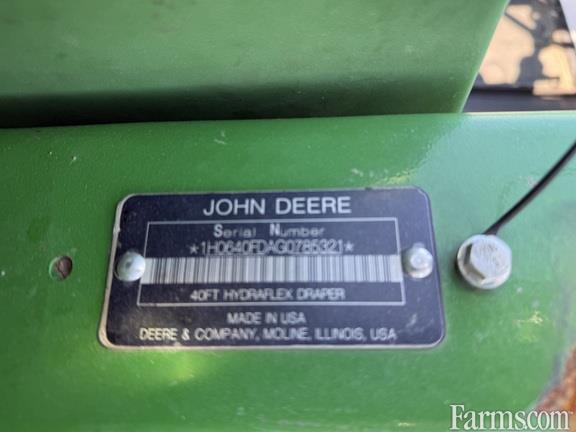 JOHN DEERE
Serial Number
*1H0640FDAG0785321*
40FT HYDRAFLEX DRAPER
MADE IN USA
DEERE & COMPANY, MOLINE, ILLINOIS, USA
Farms.com